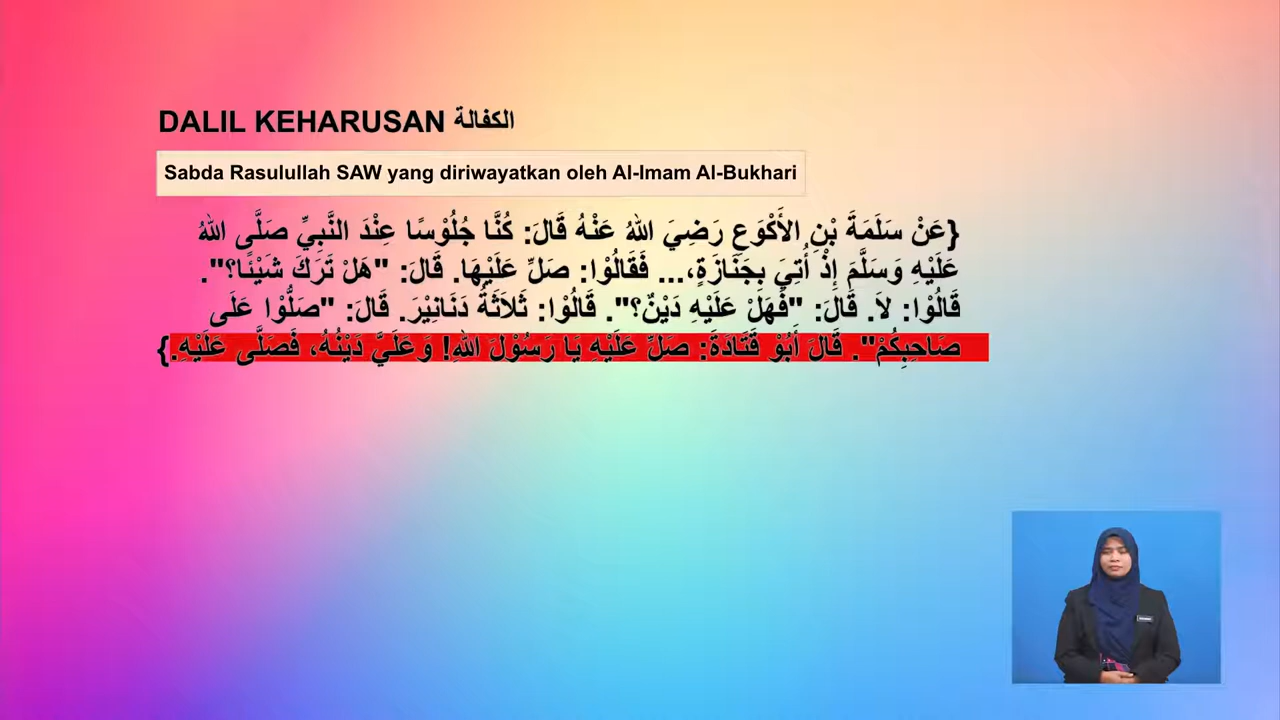 DALIL KEHARUSAN الكفالة
Sabda Rasulullah SAW yang diriwayatkan oleh Al-Imam Al-Bukhari
{عَنْ سَلَمَةَ بْنِ الأَكْوَعِ رَضِيَ اللهُ عَنْهُ قَالَ: كُنَّا جُلُوْسًا عِنْدَ النَّبِيِّ صَلَّى اللهُ
عَلَيْهِ وَسَلَّمَ إِذْ أُتِيَ بِجَنَازَةٍ،... فَقَالُوْا: صَلِّ عَلَيْهَا. قَالَ: "هَلْ تَرَكَ شَيْئًا؟".
قَالُوْا: لاَ. قَالَ: "فَهَلْ عَلَيْهِ دَيْنٌ؟". قَالُوْا: ثَلاَثَةُ دَنَانِيْرَ. قَالَ: "صَلُّوْا عَلَى
صَاحِبِكُمْ". قَالَ أَبُوْ قَتَادَةَ: صَلِّ عَلَيْهِ يَا رَسُوْلَ اللهِ! وَعَلَيَّ دَيْنُهُ، فَصَلَّى عَلَيْهِ.}